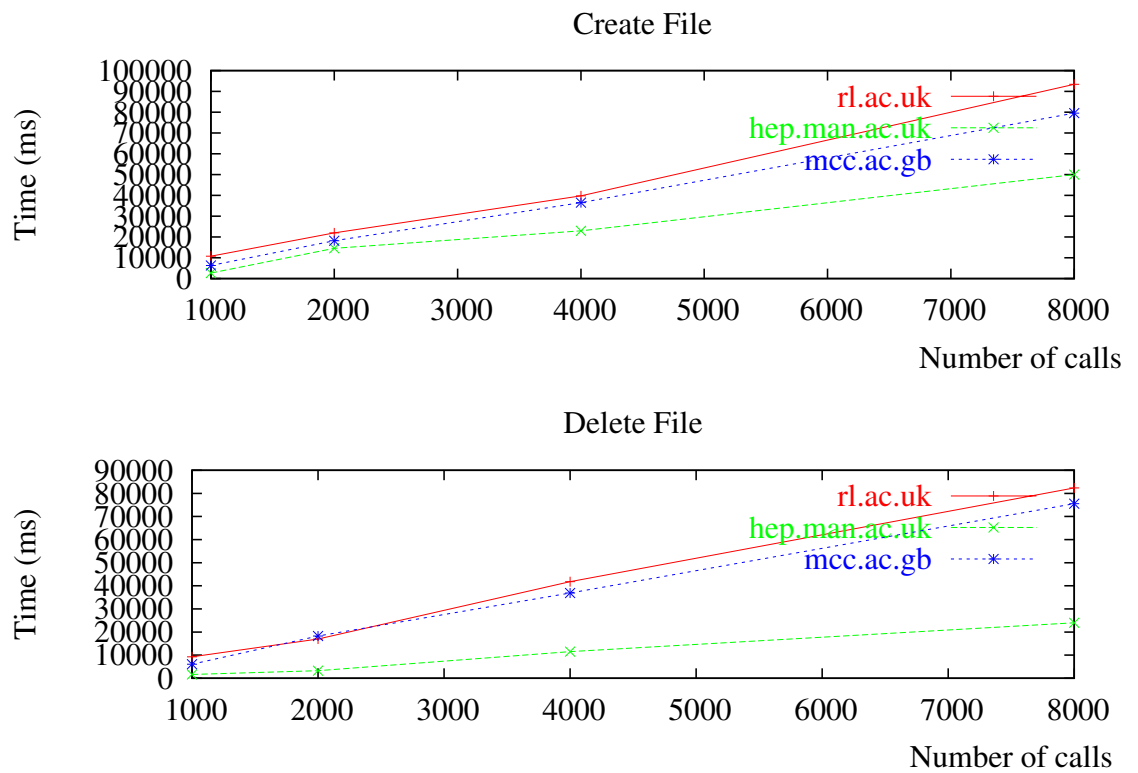 Create File
Time (ms)
100000
90000
80000
70000
60000
50000
40000
30000
20000
10000
0
rl.ac.uk
hep.man.ac.uk
mcc.ac.gb
1000 2000 3000 4000 5000 6000 7000 8000
Number of calls
Delete File
Time (ms)
90000
80000
70000
60000
50000
40000
30000
20000
10000
0
rl.ac.uk
hep.man.ac.uk
mcc.ac.gb
1000 2000 3000 4000 5000 6000 7000 8000
Number of calls